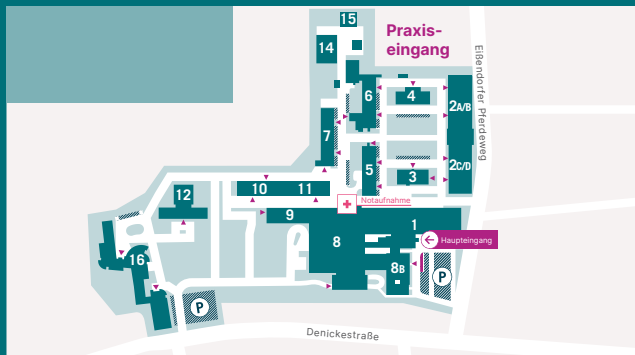 15
Praxis-
eingang
14
6
4
2A/B
Eißendorfer Pferdeweg
7
5
3
2C/D
10
11
12
Notaufnahme
9
1
8
Haupteingang
16
8B
P
P
Denickestraße